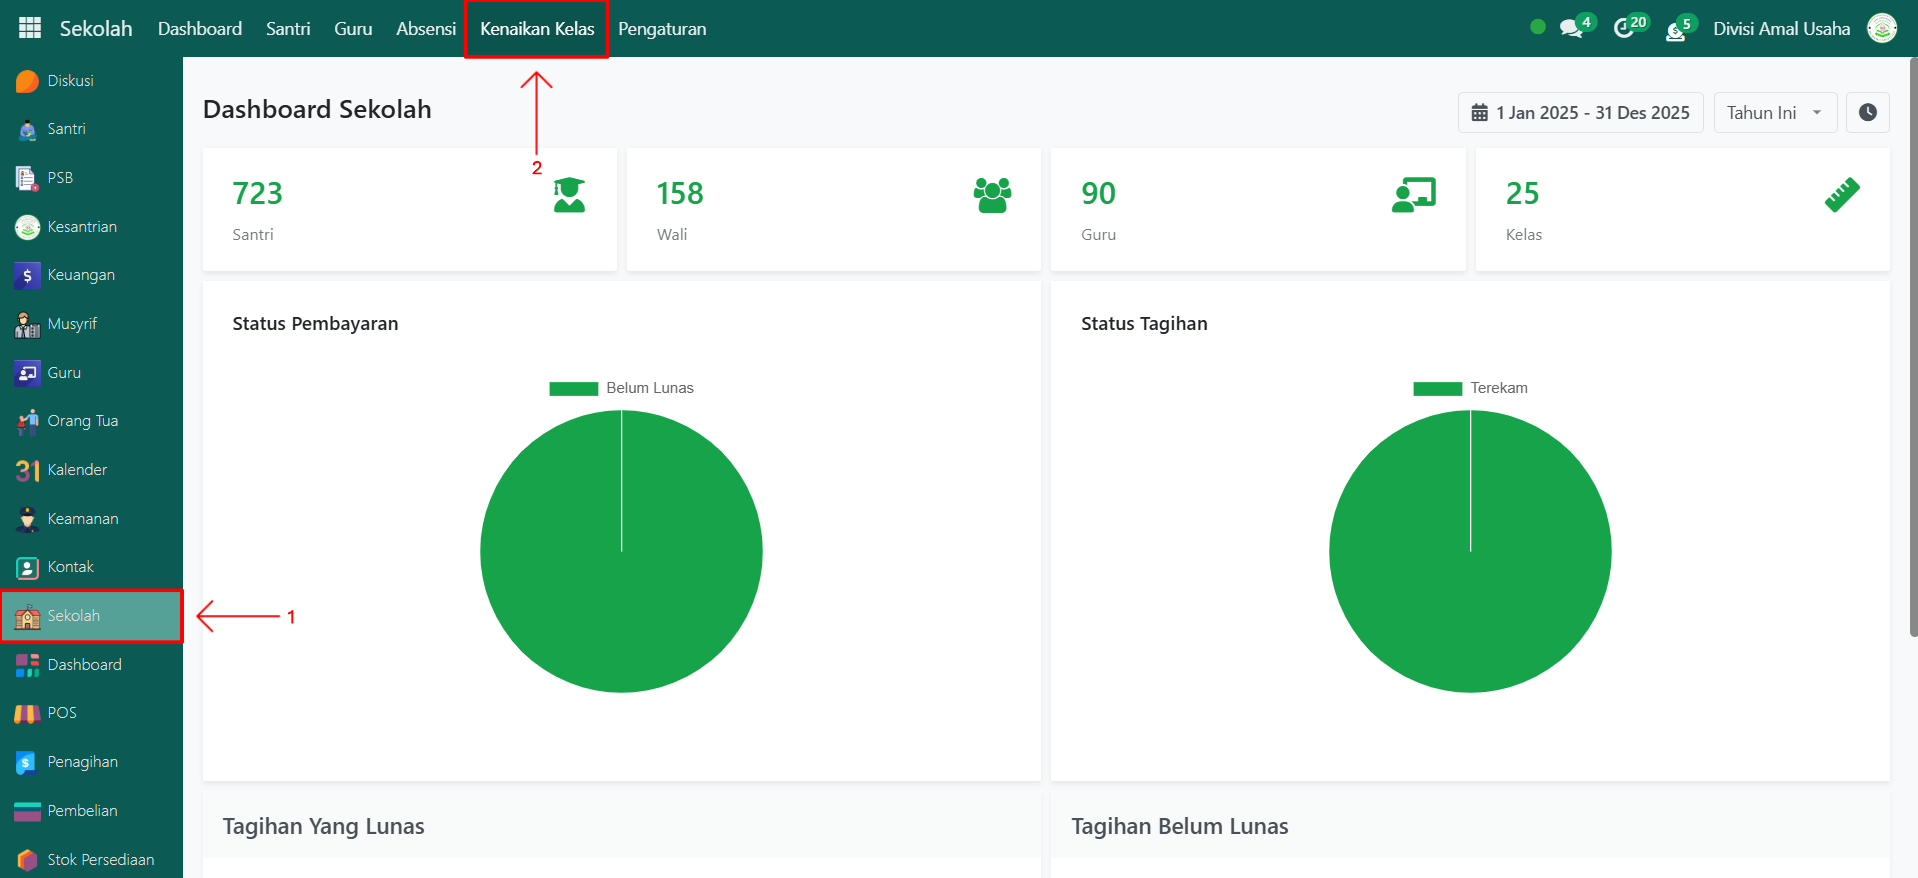 Sekolah Dashboard Santri Guru Absensi Kenaikan Kelas Pengaturan 4 20 5 Divisi Amal Usaha
Diskusi
Santri
PSB
Kesantrian
Keuangan
Musyrif
Guru
Orang Tua
31 Kalender
Keamanan
Kontak
Sekolah
Dashboard
POS
Penagihan
Pembelian
Stok Persediaan
1
2
Dashboard Sekolah
1 Jan 2025 - 31 Des 2025 Tahun Ini
723
Santri
158
Wali
90
Guru
25
Kelas
Status Pembayaran
Belum Lunas
Status Tagihan
Terekam
Tagihan Yang Lunas
Tagihan Belum Lunas